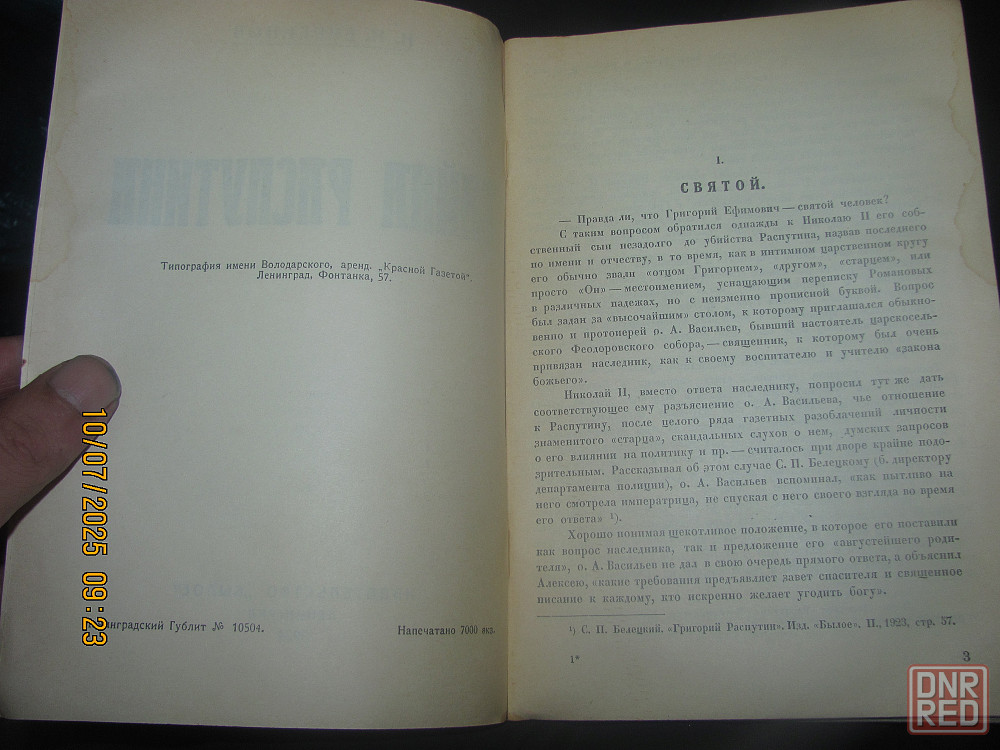 Типография имени Володарского, аренд. „Красной Газетой".
Ленинград, Фонтанка, 57.
нградский Гублит № 10504.
Напечатано 7000 экз.
I.
СВЯТОЙ.
— Правда ли, что Григорий Ефимович — святой человек?
С таким вопросом обратился однажды к Николаю II его соб-
ственный сын незадолго до убийства Распутина, назвав последнего
по имени и отчеству, в то время, как в интимном царственном кругу
его обычно звали «отцом Григорием», «другом», «старцем», или
просто «Он» — местоимением, уснащающим переписку Романовых
в различных падежах, но с неизменно прописной буквой. Вопрос
был задан за «высочайшим» столом, к которому приглашался обыкно-
венно и протоиерей о. А. Васильев, бывший настоятель царскосель-
ского Феодоровского собора, — священник, к которому был очень
привязан наследник, как к своему воспитателю и учителю «закона
божьего».
Николай II, вместо ответа наследнику, попросил тут же дать
соответствующее ему разъяснение о. А. Васильева, чье отношение
к Распутину, после целого ряда газетных разоблачений личности
знаменитого «старца», скандальных слухов о нем, думских запросов
о его влиянии на политику и пр. — считалось при дворе крайне подо-
зрительным. Рассказывая об этом случае С. П. Белецкому (б. директору
департамента полиции), о. А. Васильев вспоминал, «как пытливо на
него смотрела императрица, не спуская с него своего взгляда во время
его ответа» ¹).
Хорошо понимая щекотливое положение, в которое его поставили
как вопрос наследника, так и предложение его «августейшего роди-
теля», о. А. Васильев не дал в свою очередь прямого ответа, а объяснил
Алексею, «какие требования предъявляет завет спасителя и священное
писание к каждому, кто искренно желает угодить богу».
¹) С. П. Белецкий. «Григорий Распутин». Изд. «Былое». П., 1923, стр. 37.
1*
3
10/07/2025 09:23
DNR
RED